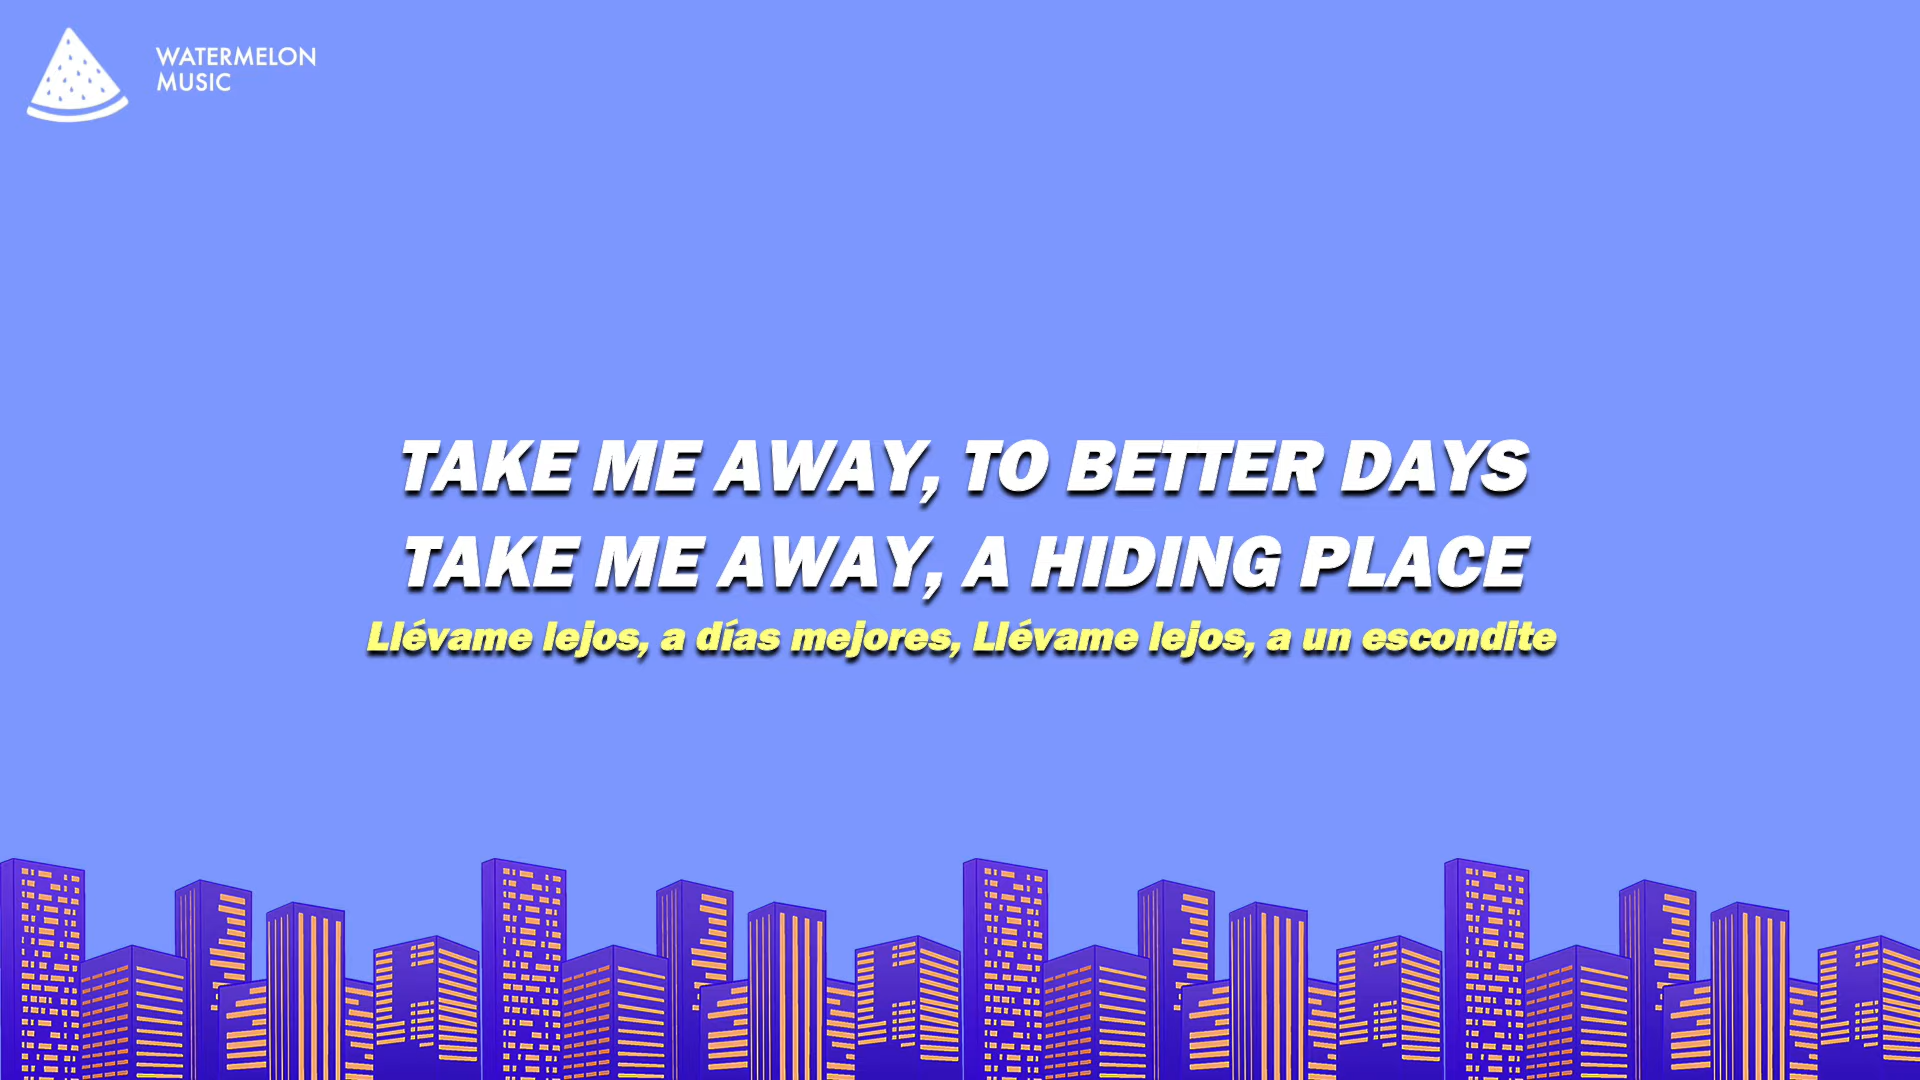 WATERMELON
MUSIC
TAKE ME AWAY, TO BETTER DAYS
TAKE ME AWAY, A HIDING PLACE
Llévame lejos, a días mejores, Llévame lejos, a un escondite